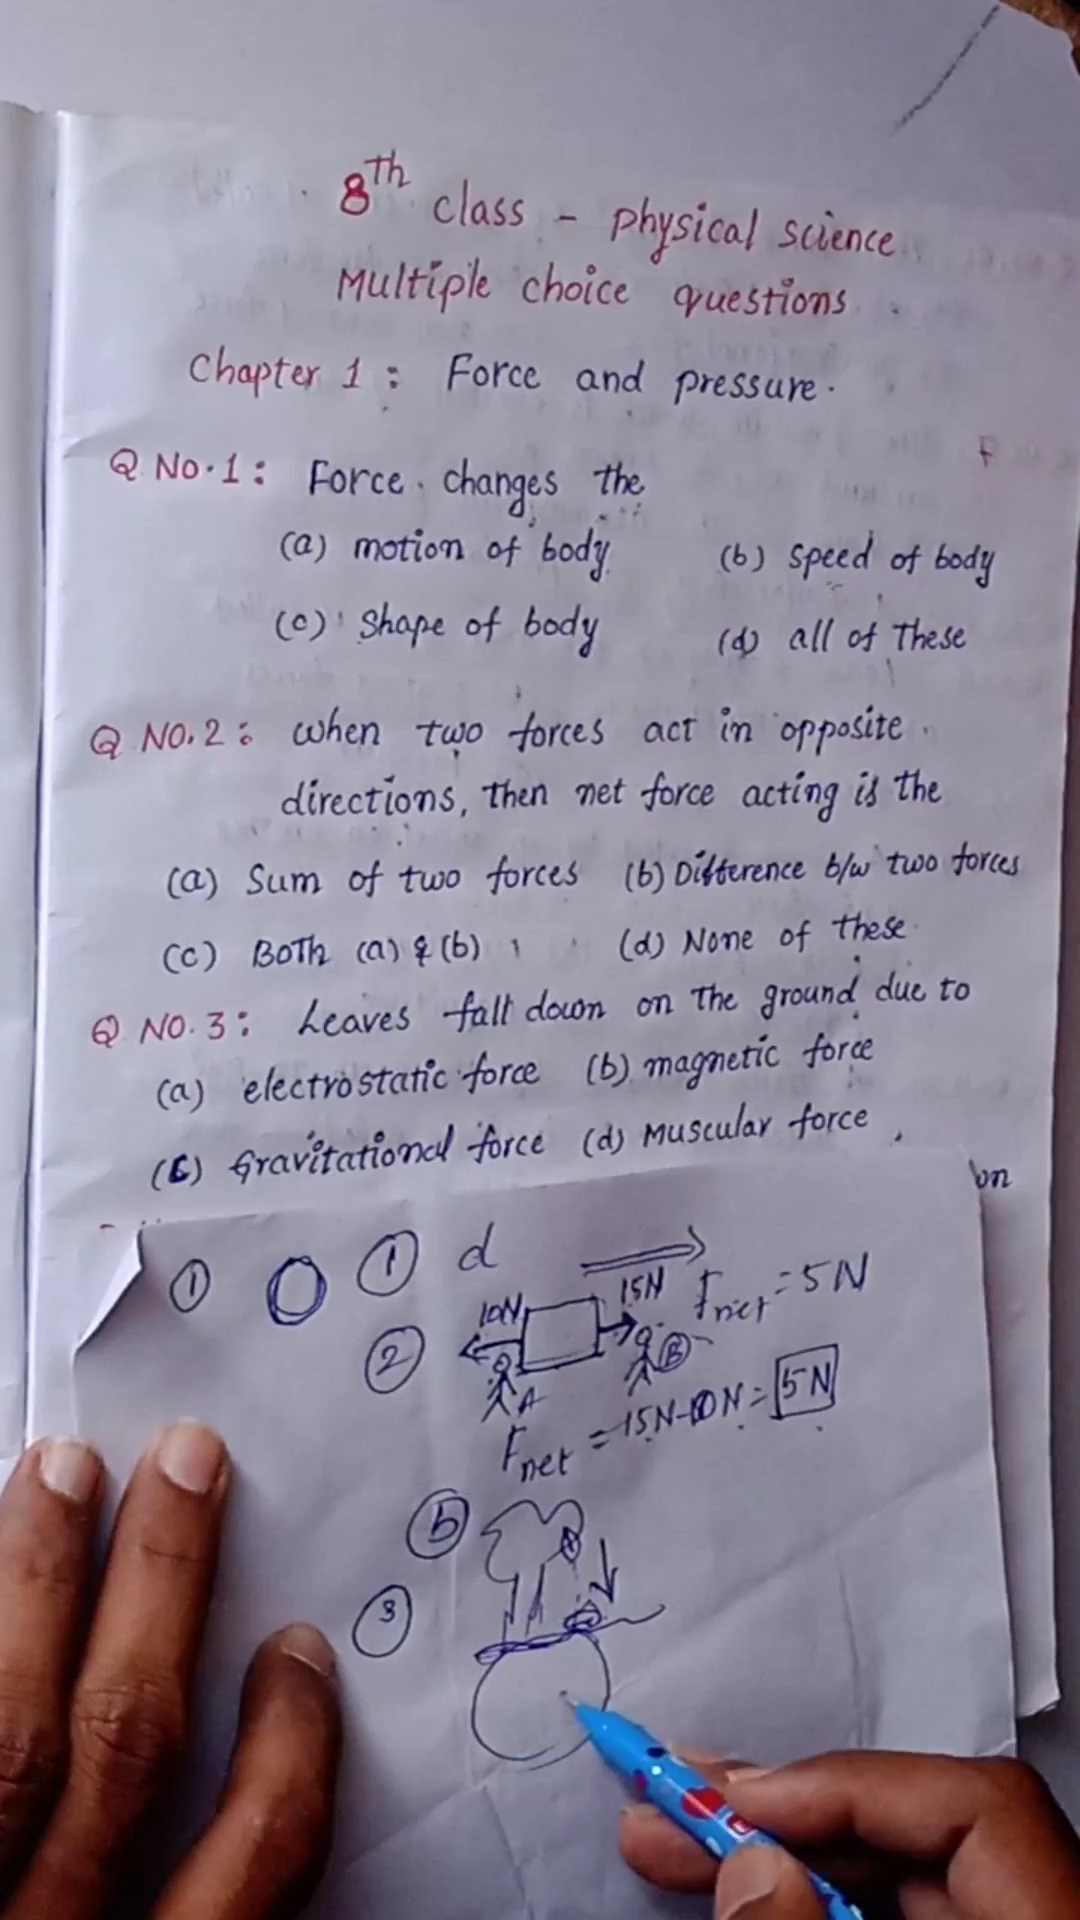 8th class - physical science
Multiple choice questions
Chapter 1 : Force and pressure.
F
Q No.1 : Force changes the
(a) motion of body (b) speed of body
(c) shape of body (d) all of these
Q NO.2 : when two forces act in opposite
directions, then net force acting is the
(a) Sum of two forces (b) Difference b/w two forces
(c) BOTH (a) & (b) (d) None of these
Q NO.3 : Leaves fall down on the ground due to
(a) electrostatic force (b) magnetic force
(c) Gravitational force (d) Muscular force
on
① ① d
② 10N 15N Fnet = 5N
A B
Fnet = 15N-10N = 5N
b
③